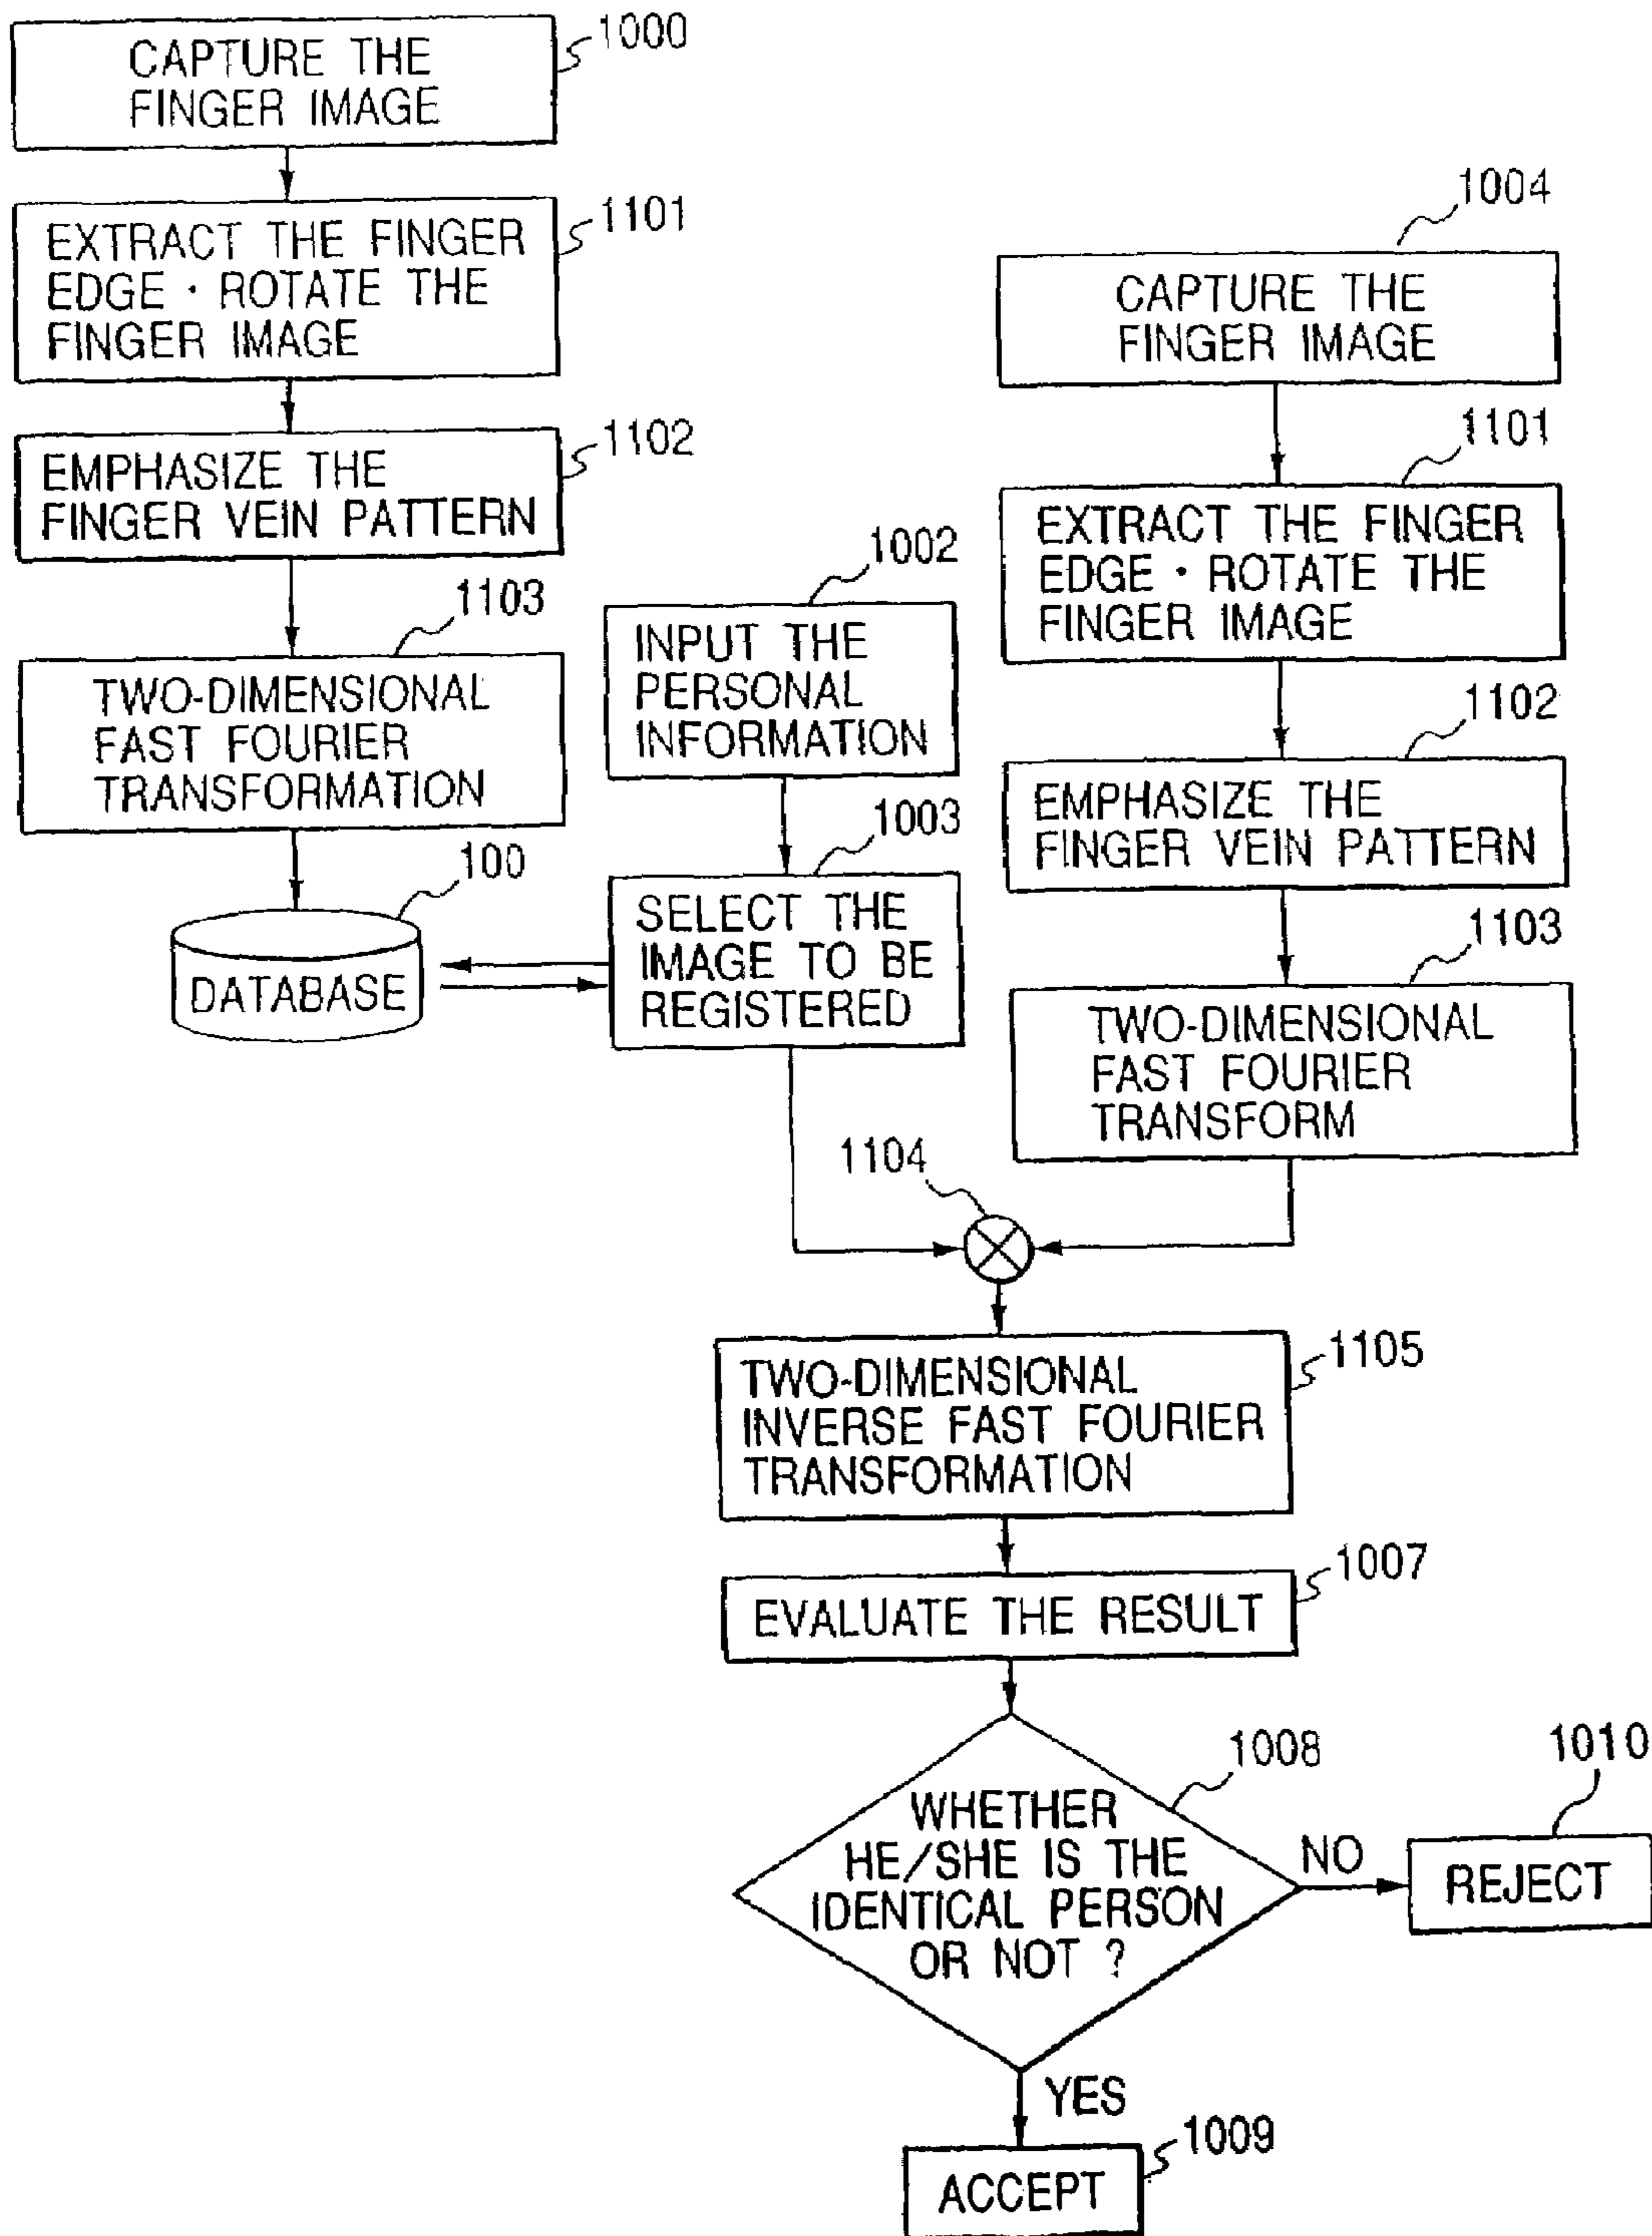 1000
CAPTURE THE
FINGER IMAGE
1101
EXTRACT THE FINGER
EDGE · ROTATE THE
FINGER IMAGE
1102
EMPHASIZE THE
FINGER VEIN PATTERN
1103
TWO-DIMENSIONAL
FAST FOURIER
TRANSFORMATION
100
DATABASE
1002
INPUT THE
PERSONAL
INFORMATION
1003
SELECT THE
IMAGE TO BE
REGISTERED
1004
CAPTURE THE
FINGER IMAGE
1101
EXTRACT THE FINGER
EDGE · ROTATE THE
FINGER IMAGE
1102
EMPHASIZE THE
FINGER VEIN PATTERN
1103
TWO-DIMENSIONAL
FAST FOURIER
TRANSFORM
1104
1105
TWO-DIMENSIONAL
INVERSE FAST FOURIER
TRANSFORMATION
1007
EVALUATE THE RESULT
1008
WHETHER
HE/SHE IS THE
IDENTICAL PERSON
OR NOT ?
NO
1010
REJECT
YES
1009
ACCEPT